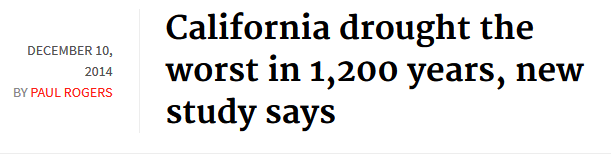 DECEMBER 10,
2014
BY PAUL ROGERS
California drought the
worst in 1,200 years, new
study says